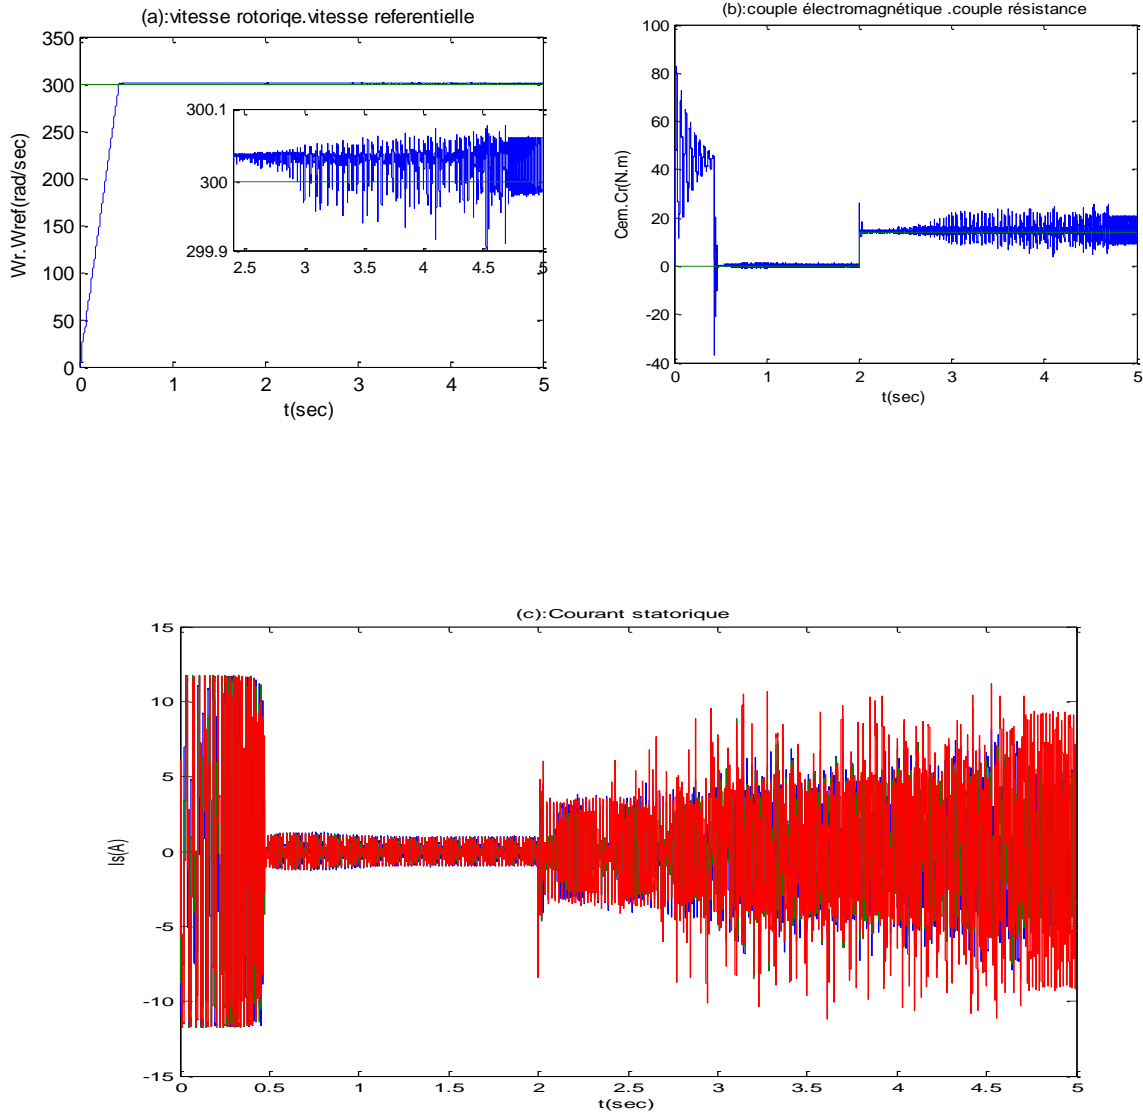 (a):vitesse rotoriqe.vitesse referentielle
Wr.Wref(rad/sec)
350
300
250
200
150
100
50
0
300.1
300
299.9
2.5 3 3.5 4 4.5 5
0 1 2 3 4 5
t(sec)
(b):couple électromagnétique .couple résistance
Cem.Cr(N.m)
100
80
60
40
20
0
-20
-40
0 1 2 3 4 5
t(sec)
(c):Courant statorique
Is(A)
15
10
5
0
-5
-10
-15
0 0.5 1 1.5 2 2.5 3 3.5 4 4.5 5
t(sec)